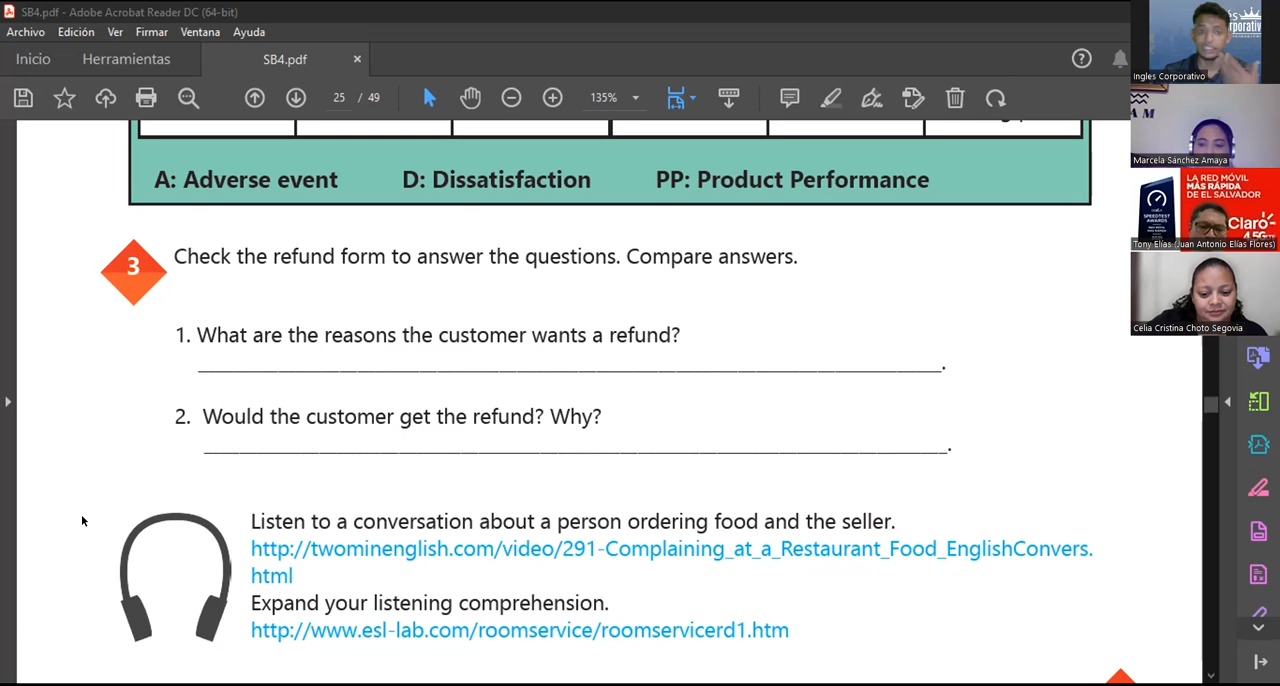 SB4.pdf - Adobe Acrobat Reader DC (64-bit)
Archivo Edición Ver Firmar Ventana Ayuda
Inicio Herramientas SB4.pdf ×
25 / 49 135%
A: Adverse event D: Dissatisfaction PP: Product Performance
3 Check the refund form to answer the questions. Compare answers.
1. What are the reasons the customer wants a refund?
2. Would the customer get the refund? Why?
Listen to a conversation about a person ordering food and the seller.
http://twominenglish.com/video/291-Complaining_at_a_Restaurant_Food_EnglishConvers.
html
Expand your listening comprehension.
http://www.esl-lab.com/roomservice/roomservicerd1.htm
Ingles Corporativo
Marcela Sánchez Amaya
LA RED MÓVIL
MÁS RÁPIDA
DE EL SALVADOR
SPEEDTEST
AWARDS
Claro
4.5G
Tony Elías (Juan Antonio Elías Flores)
Celia Cristina Choto Segovia